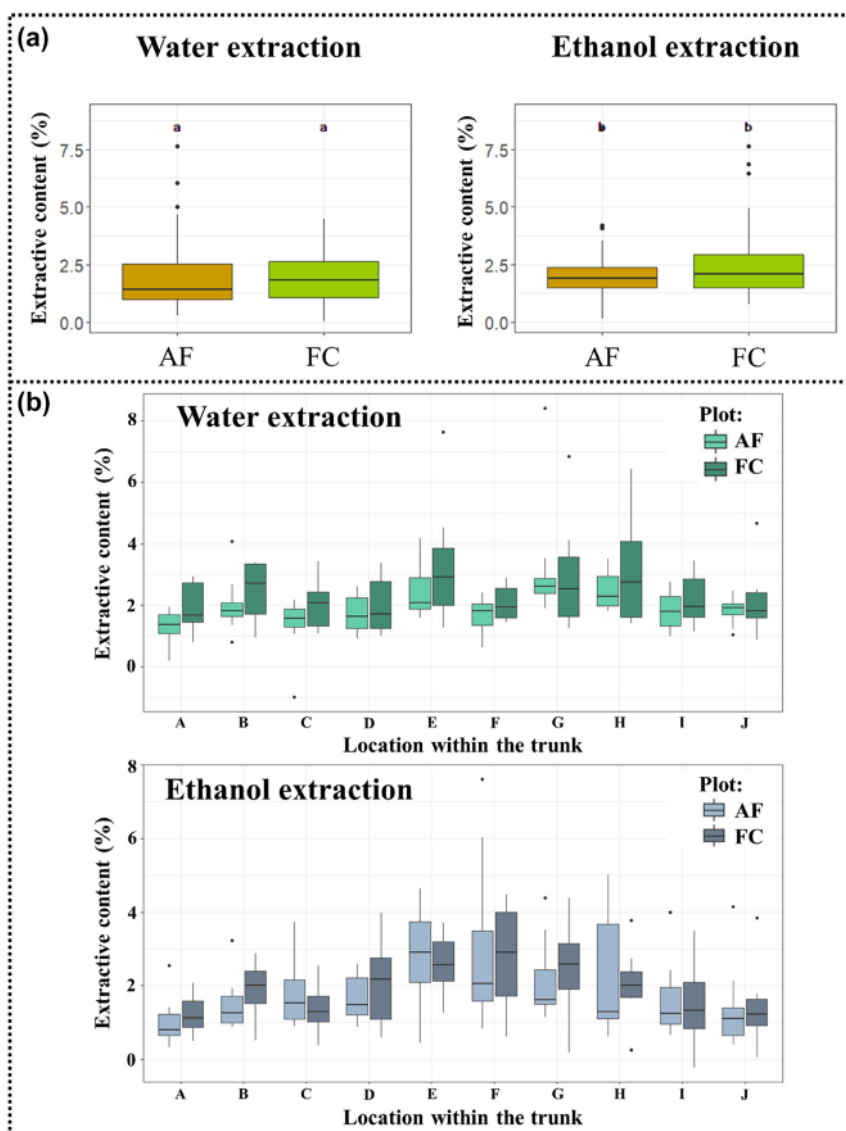 (a)
Water extraction
Ethanol extraction
Extractive content (%)
7.5
5.0
2.5
0.0
a
a
AF
FC
Extractive content (%)
7.5
5.0
2.5
0.0
b
b
AF
FC
(b)
Water extraction
Plot:
AF
FC
Extractive content (%)
8
6
4
2
0
A B C D E F G H I J
Location within the trunk
Ethanol extraction
Plot:
AF
FC
Extractive content (%)
8
6
4
2
0
A B C D E F G H I J
Location within the trunk